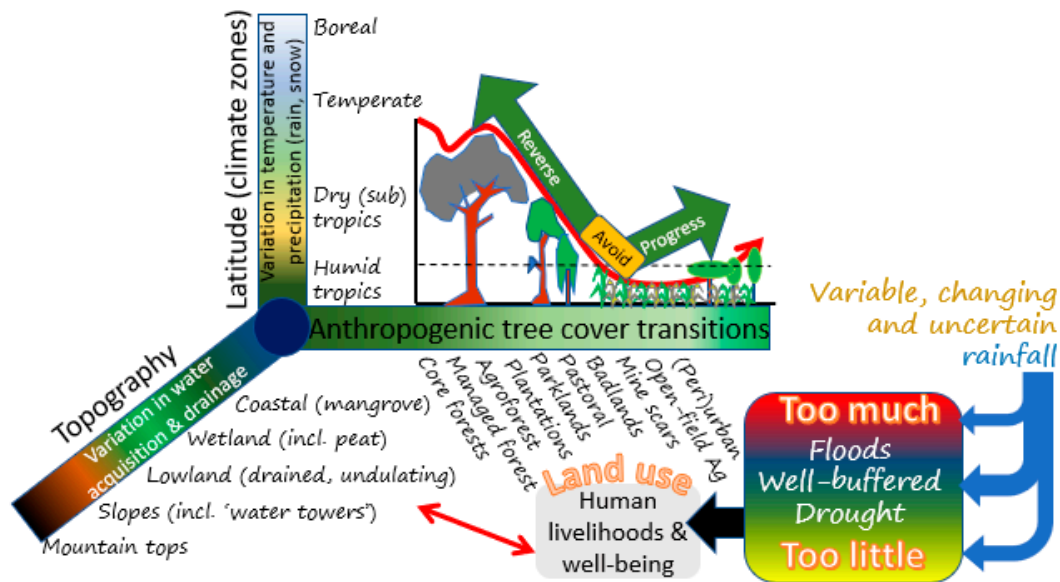 Latitude (climate zones)
Variation in temperature and
precipitation (rain, snow)
Boreal
Temperate
Dry (sub)
tropics
Humid
tropics
Reverse
Avoid
Progress
Anthropogenic tree cover transitions
Topography
Variation in water
acquisition & drainage
Coastal (mangrove)
Wetland (incl. peat)
Lowland (drained, undulating)
Slopes (incl. ‘water towers’)
Mountain tops
Core forests
Managed forest
Agroforest
Plantations
Parklands
Pastoral
Badlands
Mine scars
Open-field Ag
(Peri)urban
Land use
Human
livelihoods &
well-being
Variable, changing
and uncertain
rainfall
Too much
Floods
Well-buffered
Drought
Too little